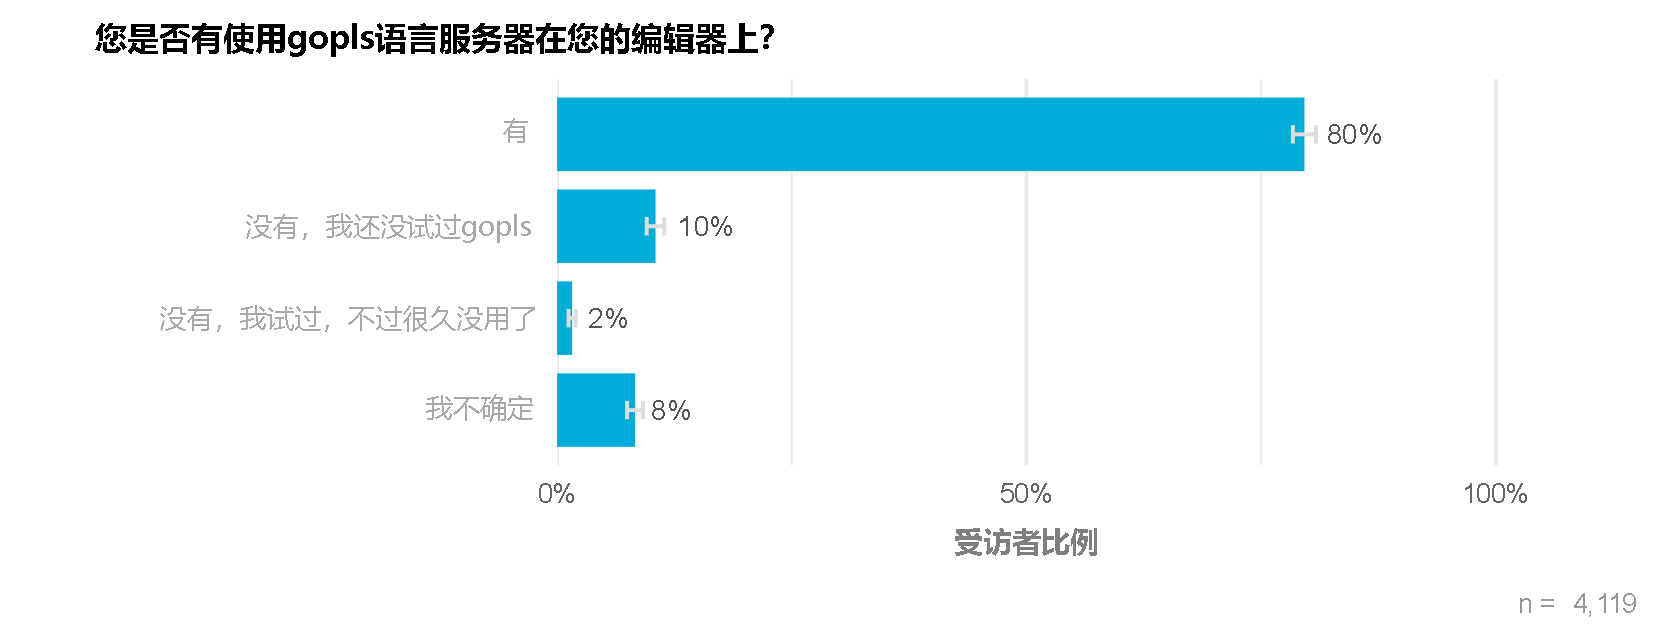 您是否有使用gopls语言服务器在您的编辑器上?
有
80%
没有，我还没试过gopls
10%
没有，我试过，不过很久没用了
2%
我不确定
8%
0%
50%
100%
受访者比例
n = 4,119